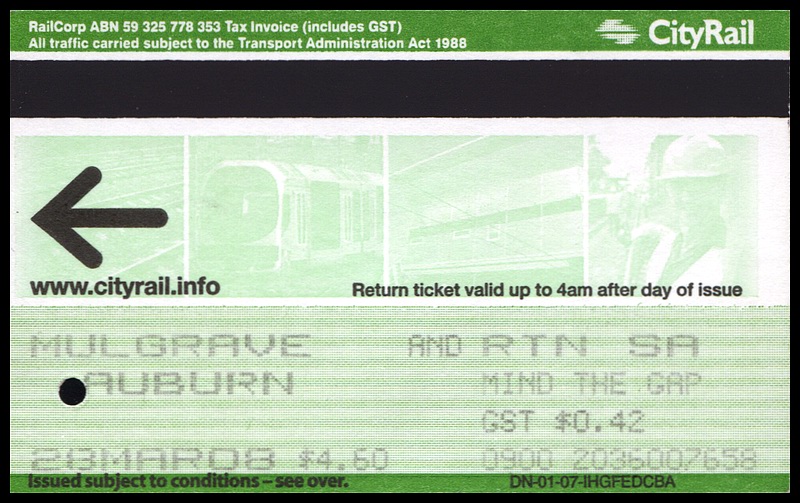 RailCorp ABN 59 325 778 353 Tax Invoice (includes GST)
All traffic carried subject to the Transport Administration Act 1988
CityRail
www.cityrail.info
Return ticket valid up to 4am after day of issue
MULGRAVE AND RTN SA
AUBURN MIND THE GAP
GST $0.42
28MAR08 $4.60 0900 2036007658
Issued subject to conditions – see over.
DN-01-07-IHGFEDCBA